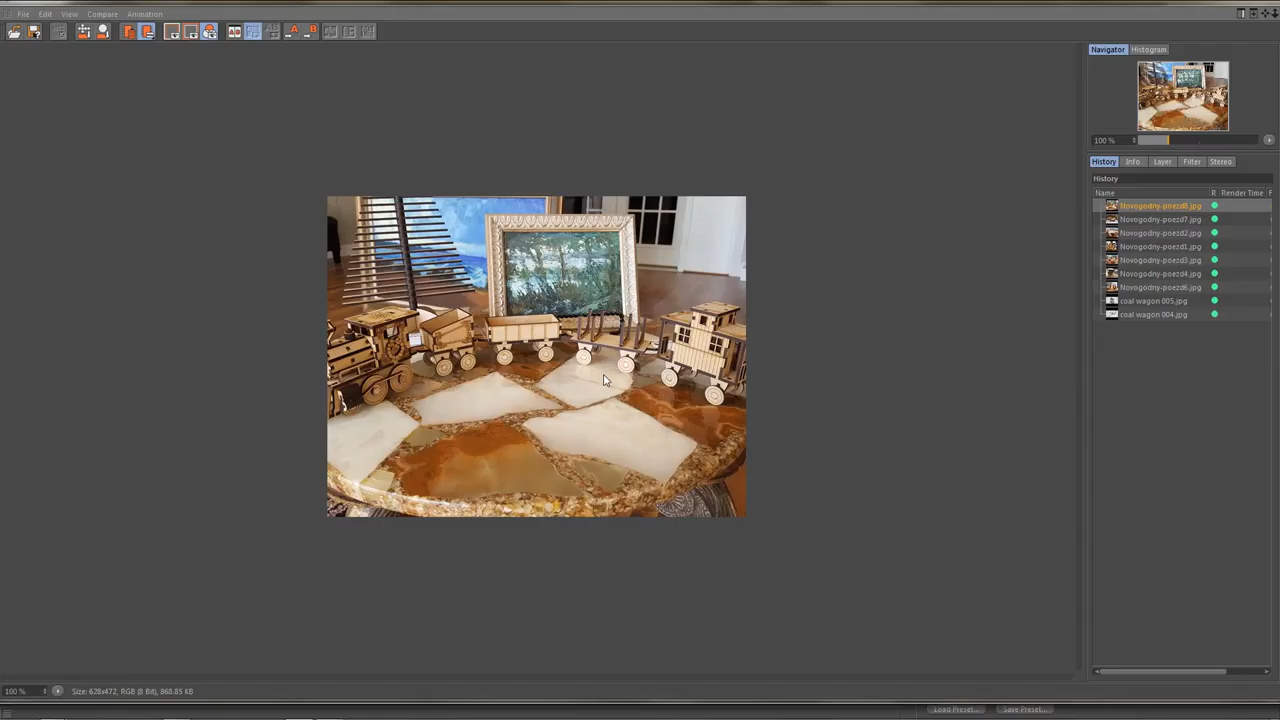 File Edit View Compare Animation
Navigator Histogram
100 %
History Info Layer Filter Stereo
History
Name R Render Time F
Novogodny-poezd8.jpg
Novogodny-poezd7.jpg
Novogodny-poezd2.jpg
Novogodny-poezd1.jpg
Novogodny-poezd3.jpg
Novogodny-poezd4.jpg
Novogodny-poezd6.jpg
coal wagon 005.jpg
coal wagon 004.jpg
100 % Size: 628x472, RGB (8 Bit), 868.85 KB
Load Preset... Save Preset...